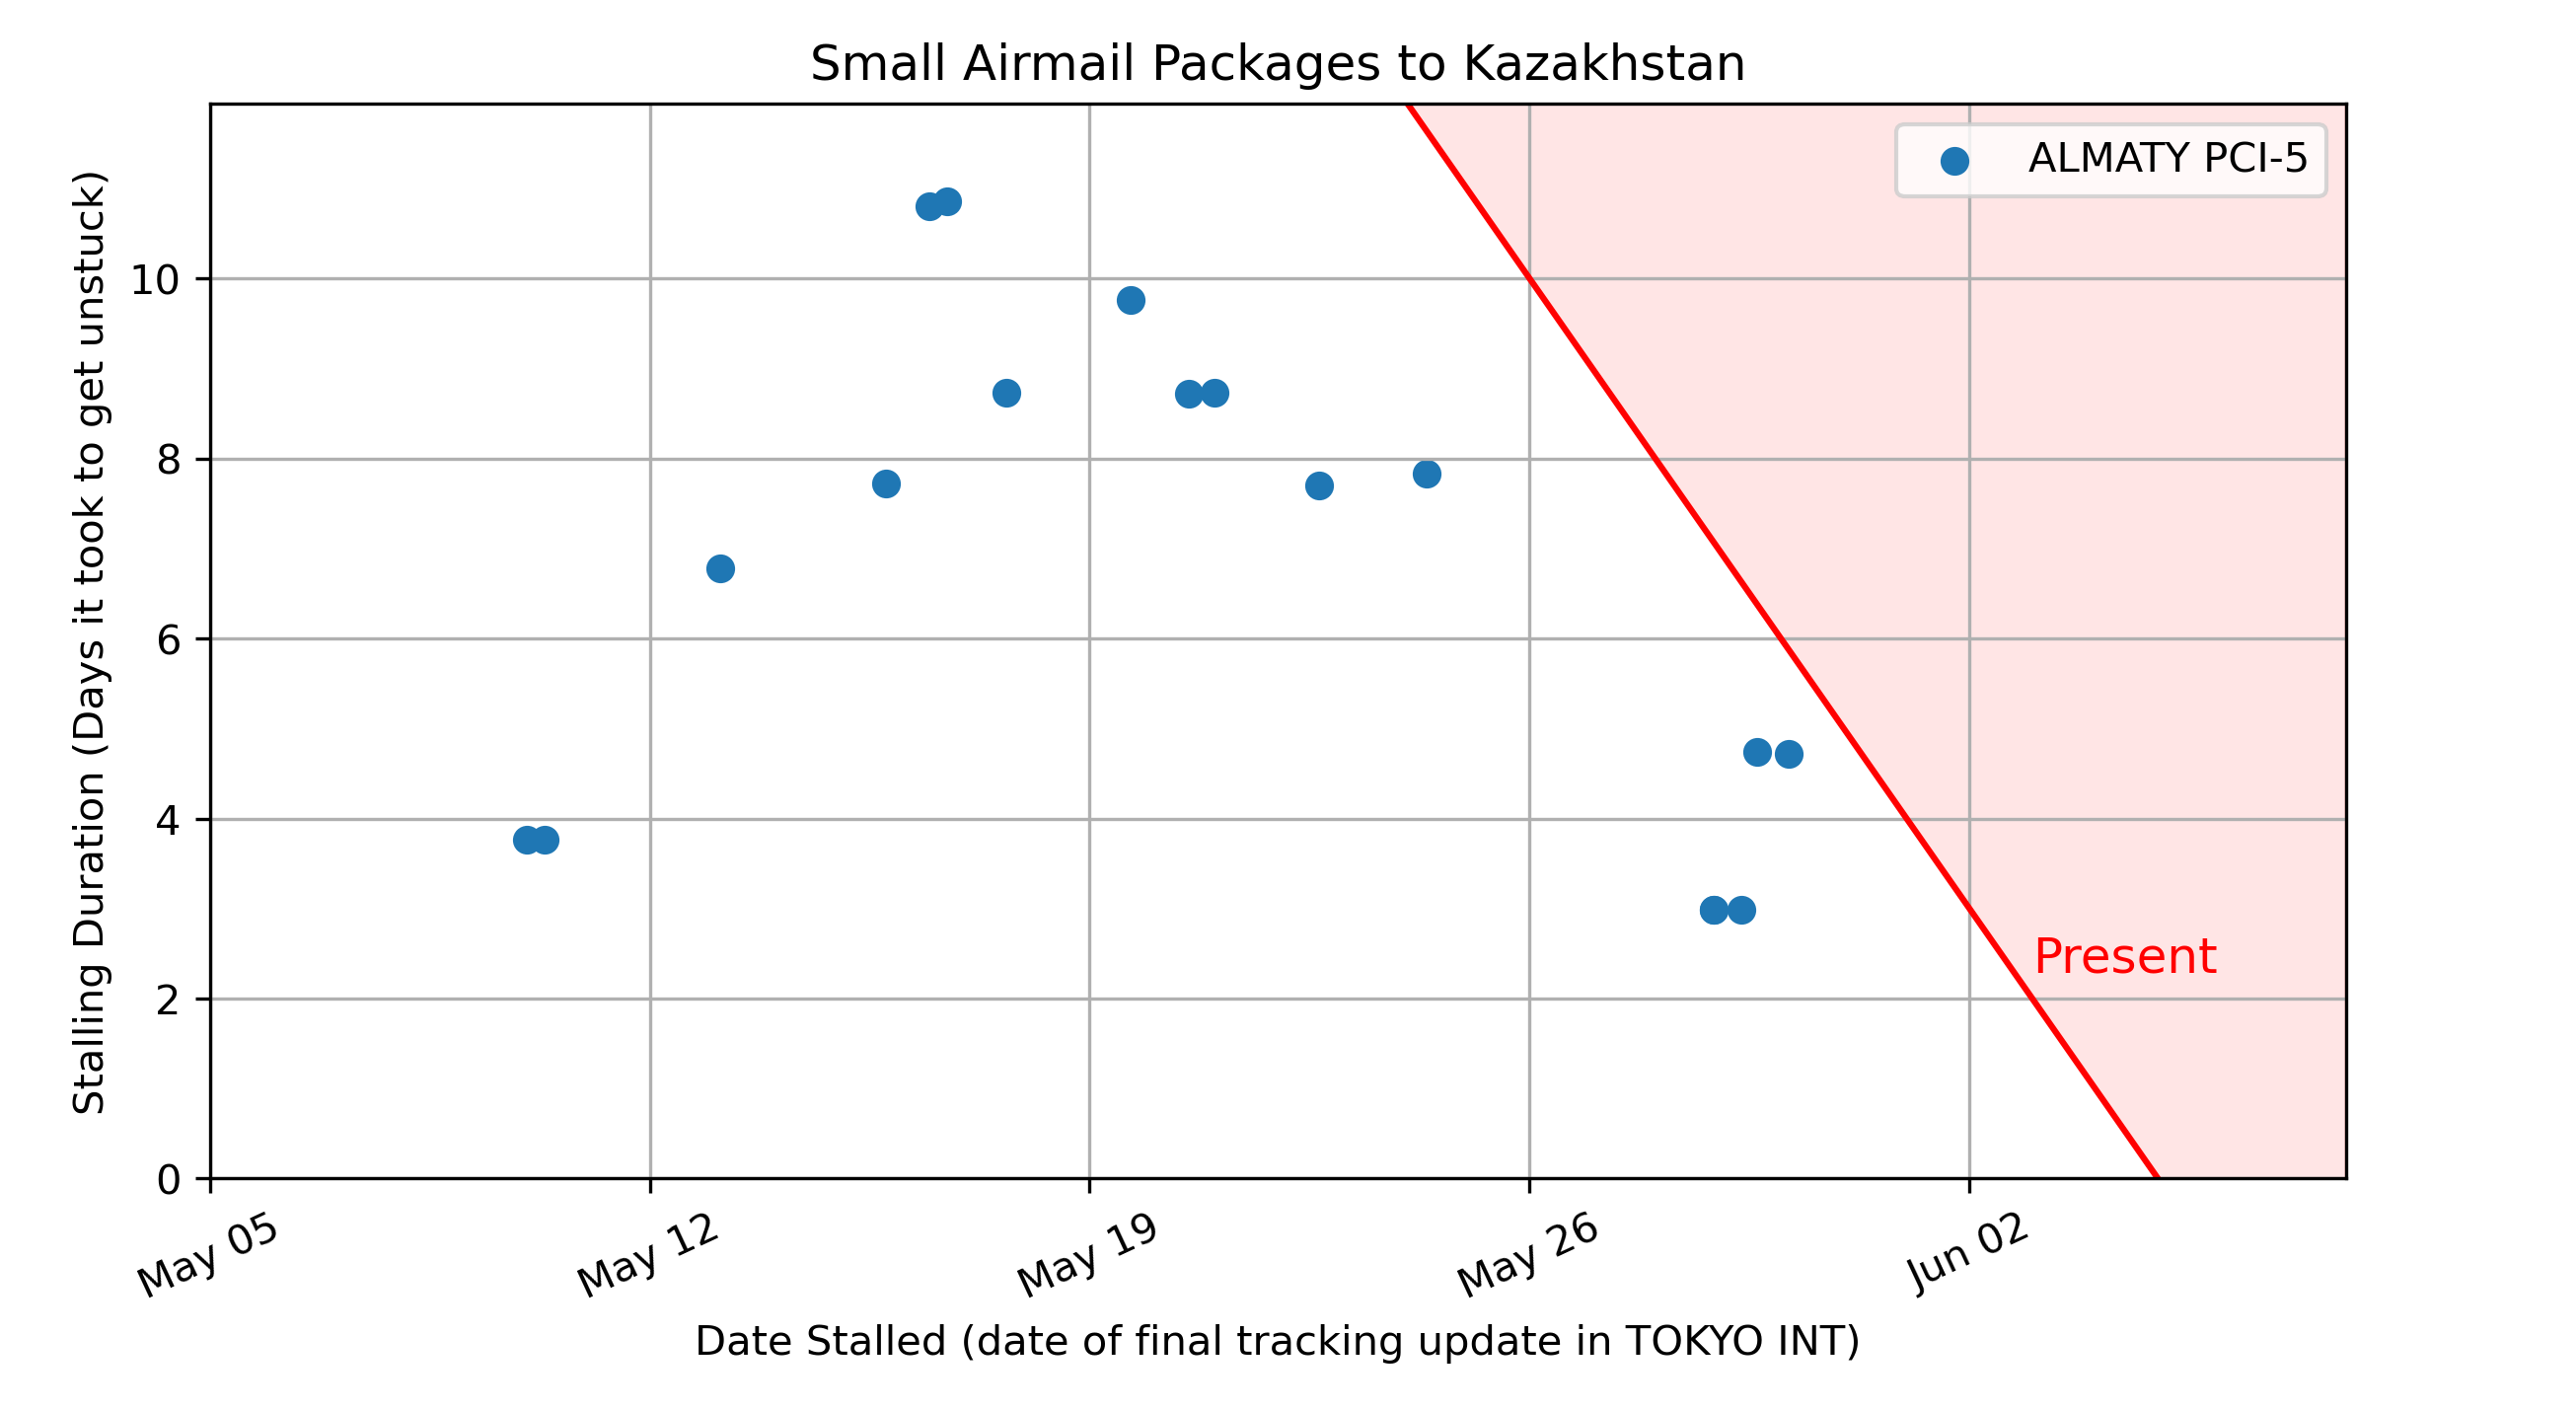 Small Airmail Packages to Kazakhstan
ALMATY PCI-5
Stalling Duration (Days it took to get unstuck)
10
8
6
4
2
0
Present
May 05
May 12
May 19
May 26
Jun 02
Date Stalled (date of final tracking update in TOKYO INT)